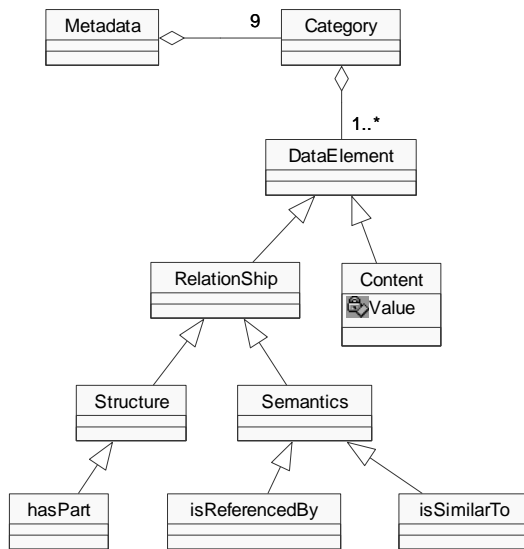 Metadata
9
Category
1..*
DataElement
RelationShip
Content
Value
Structure
Semantics
hasPart
isReferencedBy
isSimilarTo